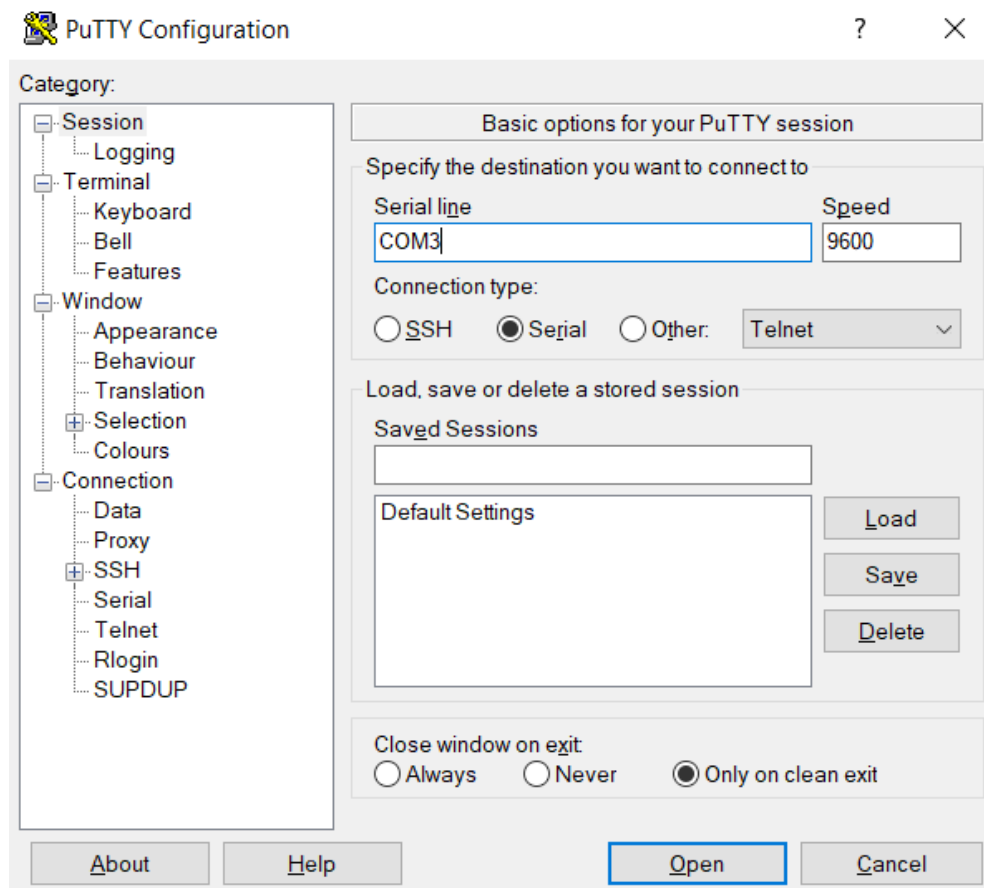 PuTTY Configuration
?
Category:
Session
Logging
Terminal
Keyboard
Bell
Features
Window
Appearance
Behaviour
Translation
Selection
Colours
Connection
Data
Proxy
SSH
Serial
Telnet
Rlogin
SUPDUP
Basic options for your PuTTY session
Specify the destination you want to connect to
Serial line Speed
COM3 9600
Connection type:
SSH Serial Other: Telnet
Load, save or delete a stored session
Saved Sessions
Default Settings
Load
Save
Delete
Close window on exit:
Always Never Only on clean exit
About Help Open Cancel